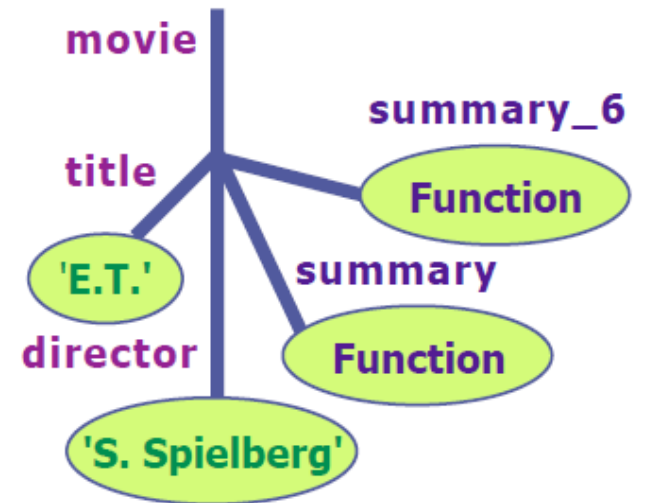 movie
summary_6
title
Function
'E.T.'
summary
director
Function
'S. Spielberg'